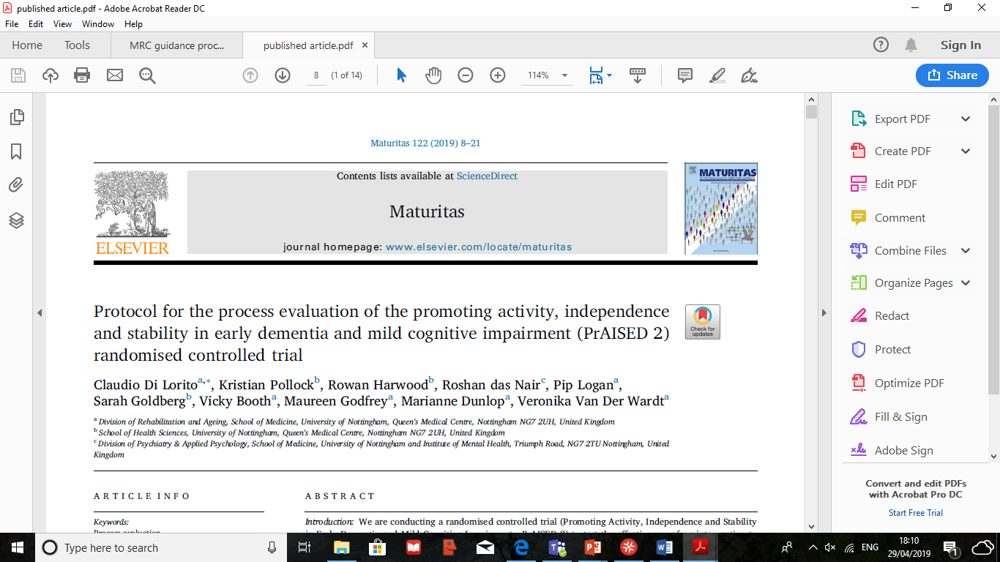 published article.pdf - Adobe Acrobat Reader DC
File Edit View Window Help
Home Tools MRC guidance proc... published article.pdf × Sign In
8 (1 of 14) 114% Share
Maturitas 122 (2019) 8–21
Contents lists available at ScienceDirect
Maturitas
journal homepage: www.elsevier.com/locate/maturitas
ELSEVIER
MATURITAS
Protocol for the process evaluation of the promoting activity, independence
and stability in early dementia and mild cognitive impairment (PrAISED 2)
randomised controlled trial
Check for
updates
Claudio Di Lorito a,*, Kristian Pollock b, Rowan Harwood b, Roshan das Nair c, Pip Logan a,
Sarah Goldberg b, Vicky Booth a, Maureen Godfrey a, Marianne Dunlop a, Veronika Van Der Wardt a
a Division of Rehabilitation and Ageing, School of Medicine, University of Nottingham, Queen's Medical Centre, Nottingham NG7 2UH, United Kingdom
b School of Health Sciences, University of Nottingham, Queen's Medical Centre, Nottingham NG7 2UH, United Kingdom
c Division of Psychiatry & Applied Psychology, School of Medicine, University of Nottingham and Institute of Mental Health, Triumph Road, NG7 2TU Nottingham, United
Kingdom
ARTICLE INFO
ABSTRACT
Keywords:
Introduction: We are conducting a randomised controlled trial (Promoting Activity, Independence and Stability
Export PDF
Create PDF
Edit PDF
Comment
Combine Files
Organize Pages
Redact
Protect
Optimize PDF
Fill & Sign
Adobe Sign
Convert and edit PDFs
with Acrobat Pro DC
Start Free Trial
Type here to search
ENG
18:10
29/04/2019
1